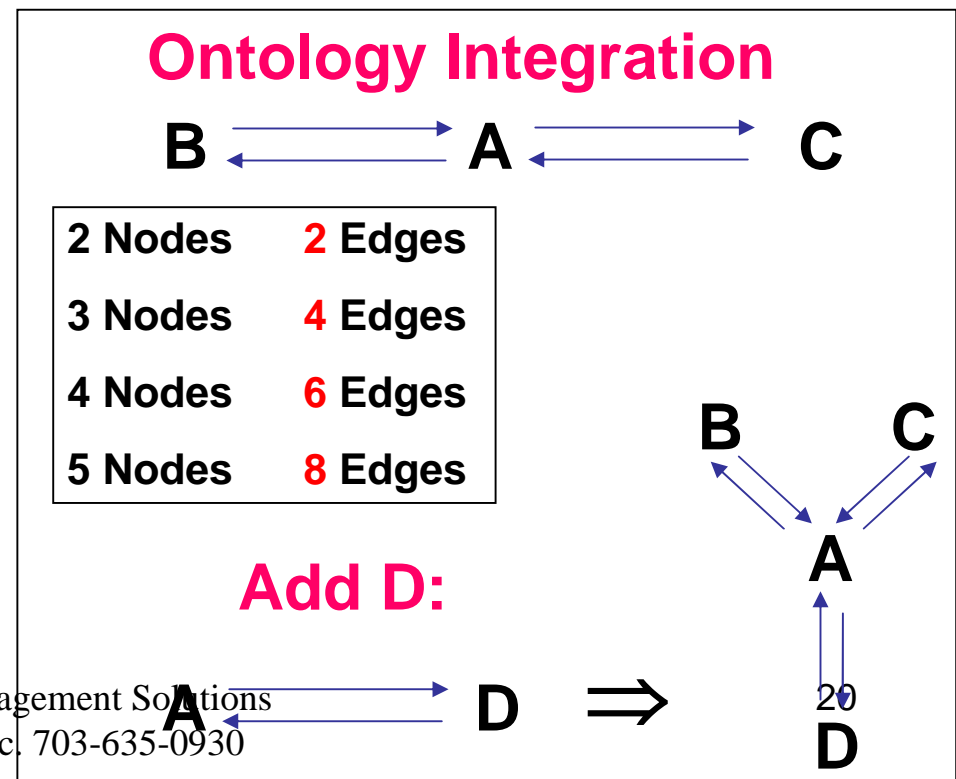 Ontology Integration
B A C
2 Nodes 2 Edges
3 Nodes 4 Edges
4 Nodes 6 Edges
5 Nodes 8 Edges
B C
A
Add D:
A D ⇒
D
agement Solutions
c. 703-635-0930
20